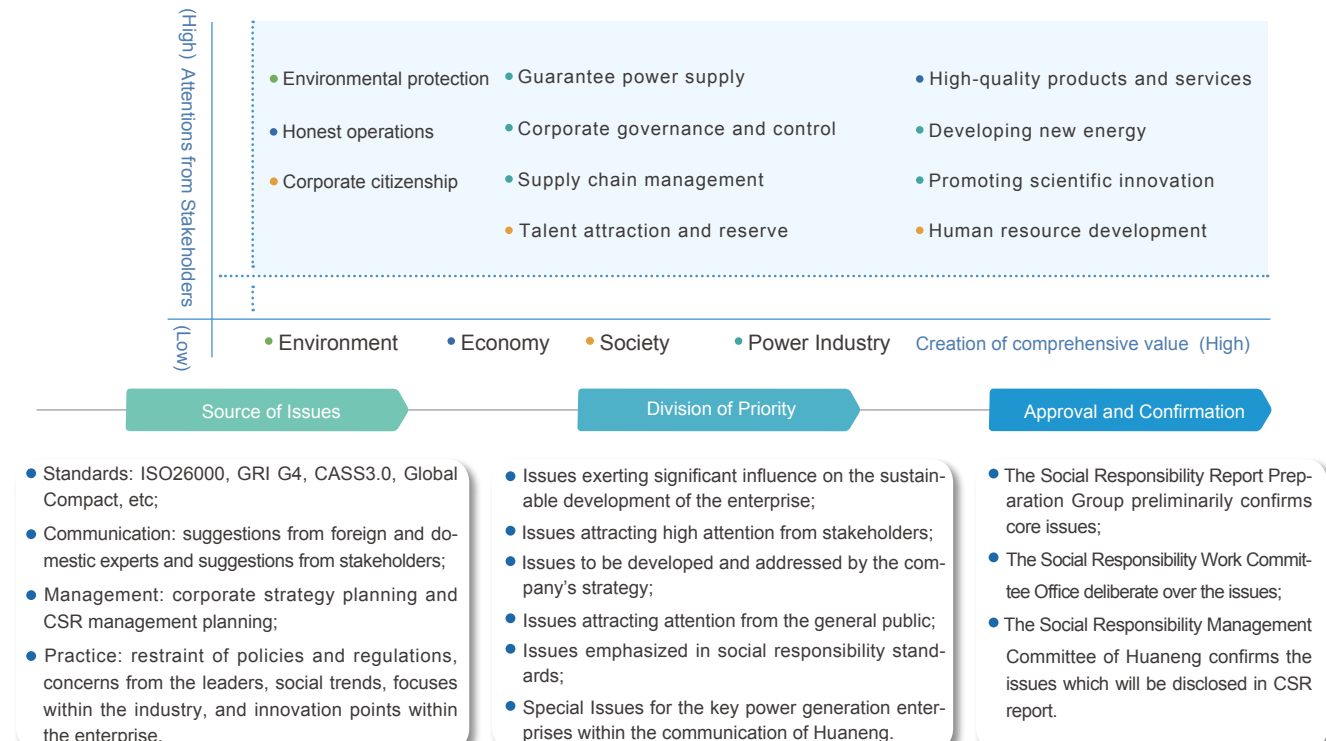 (High) Attentions from Stakeholders (Low)
Environmental protection
Honest operations
Corporate citizenship
Guarantee power supply
Corporate governance and control
Supply chain management
Talent attraction and reserve
High-quality products and services
Developing new energy
Promoting scientific innovation
Human resource development
Environment Economy Society Power Industry Creation of comprehensive value (High)
Source of Issues
Division of Priority
Approval and Confirmation
Standards: ISO26000, GRI G4, CASS3.0, Global
Compact, etc;
Communication: suggestions from foreign and do-
mestic experts and suggestions from stakeholders;
Management: corporate strategy planning and
CSR management planning;
Practice: restraint of policies and regulations,
concerns from the leaders, social trends, focuses
within the industry, and innovation points within
the enterprise.
Issues exerting significant influence on the sustain-
able development of the enterprise;
Issues attracting high attention from stakeholders;
Issues to be developed and addressed by the com-
pany's strategy;
Issues attracting attention from the general public;
Issues emphasized in social responsibility stand-
ards;
Special Issues for the key power generation enter-
prises within the communication of Huaneng.
The Social Responsibility Report Prep-
aration Group preliminarily confirms
core issues;
The Social Responsibility Work Commit-
tee Office deliberate over the issues;
The Social Responsibility Management
Committee of Huaneng confirms the
issues which will be disclosed in CSR
report.